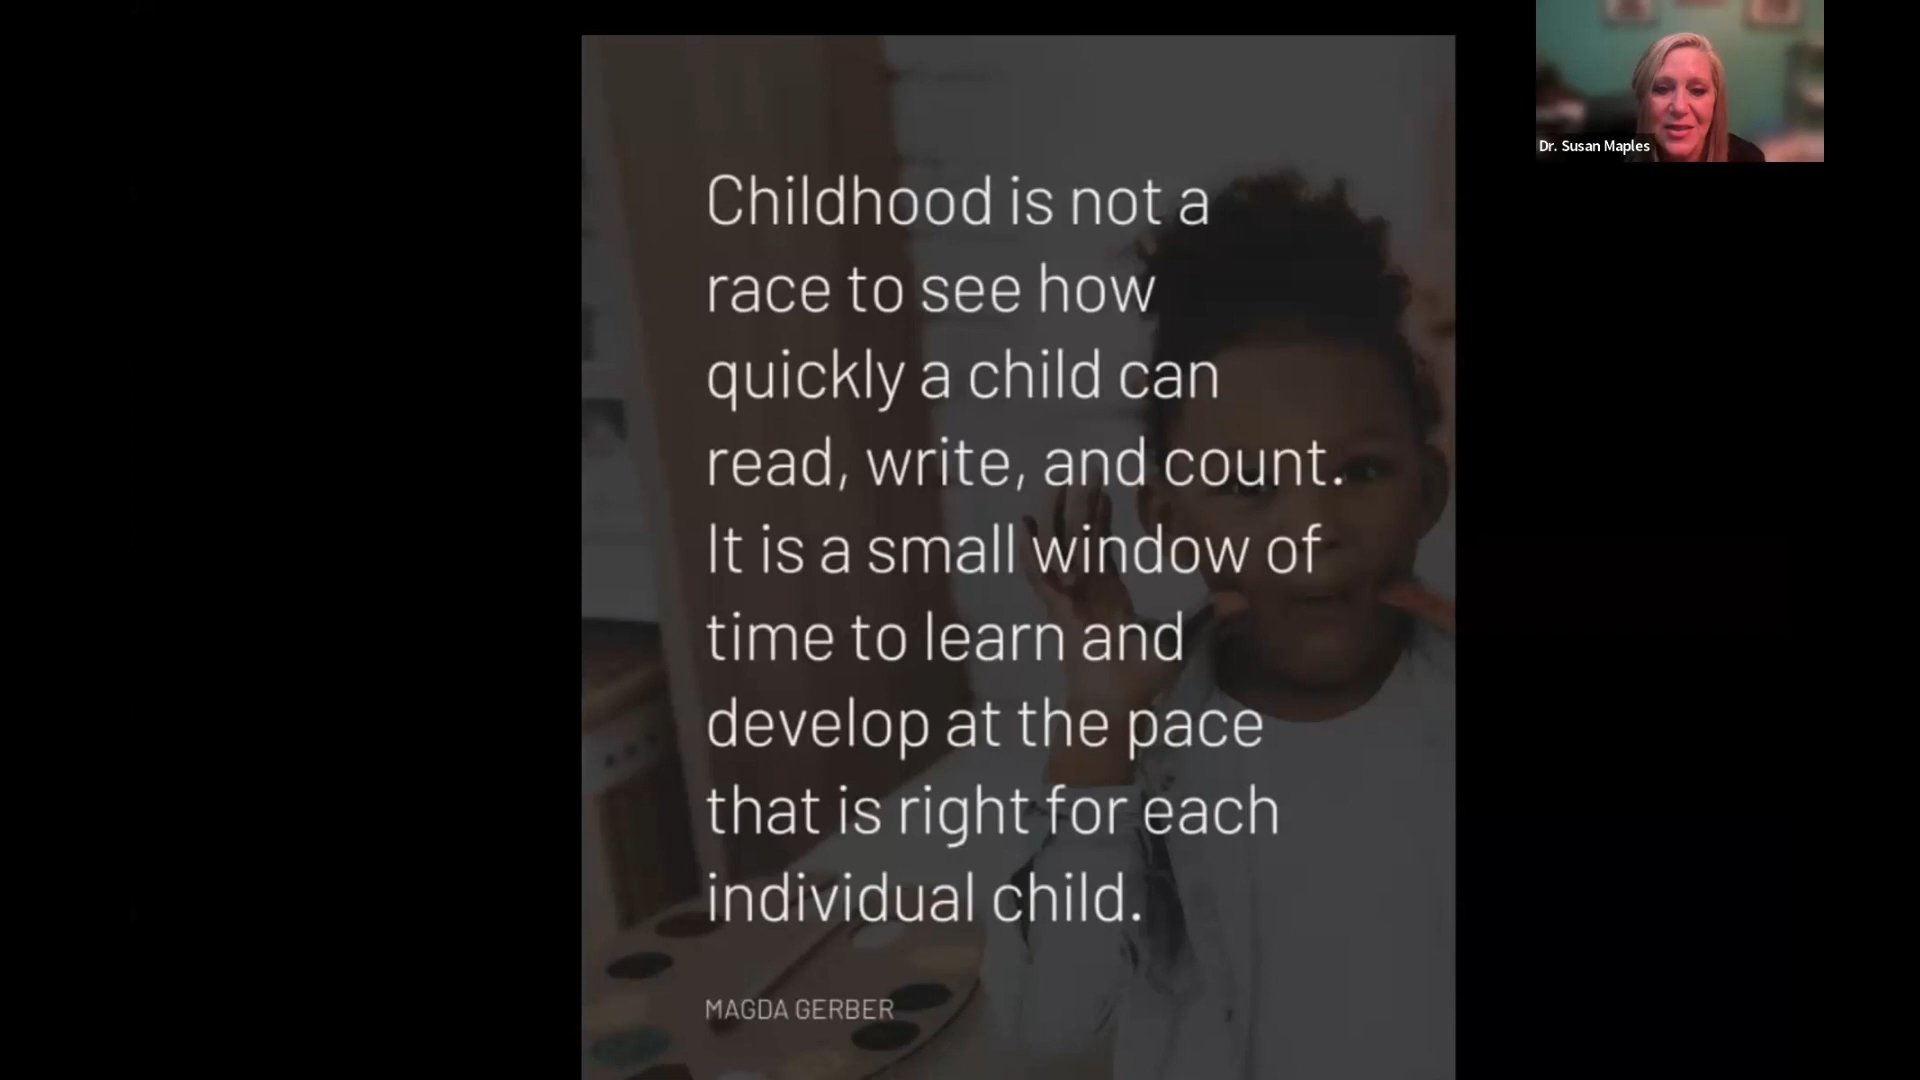 Childhood is not a
race to see how
quickly a child can
read, write, and count.
It is a small window of
time to learn and
develop at the pace
that is right for each
individual child.
MAGDA GERBER
Dr. Susan Maples